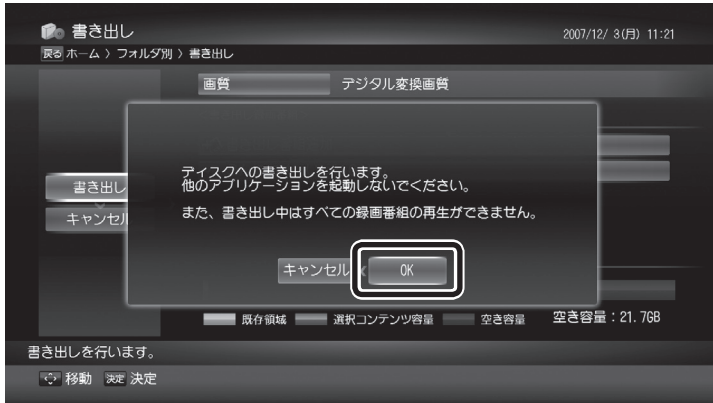 書き出し
2007/12/ 3(月) 11:21
戻る ホーム 〉 フォルダ別 〉 書き出し
画質 デジタル変換画質
ディスクへの書き出しを行います。
他のアプリケーションを起動しないでください。
また、書き出し中はすべての録画番組の再生ができません。
書き出し
キャンセル
キャンセル OK
既存領域 選択コンテンツ容量 空き容量 空き容量：21.7GB
書き出しを行います。
移動 決定 決定